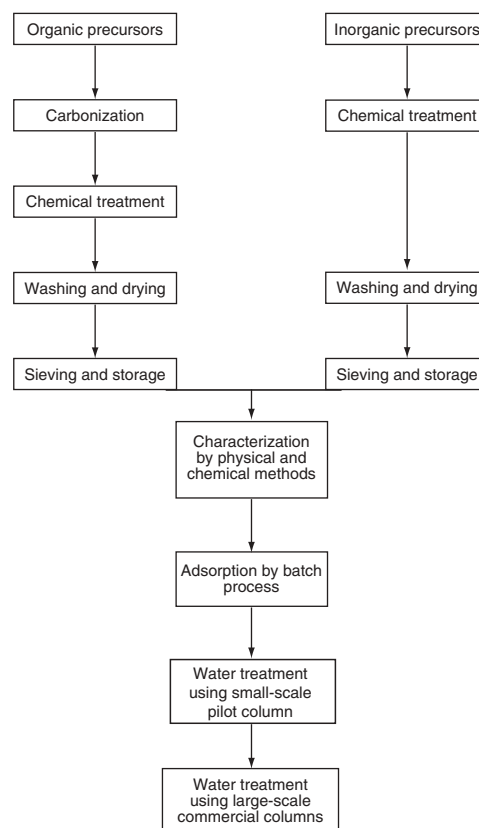 Organic precursors
Inorganic precursors
Carbonization
Chemical treatment
Chemical treatment
Washing and drying
Washing and drying
Sieving and storage
Sieving and storage
Characterization
by physical and
chemical methods
Adsorption by batch
process
Water treatment
using small-scale
pilot column
Water treatment
using large-scale
commercial columns